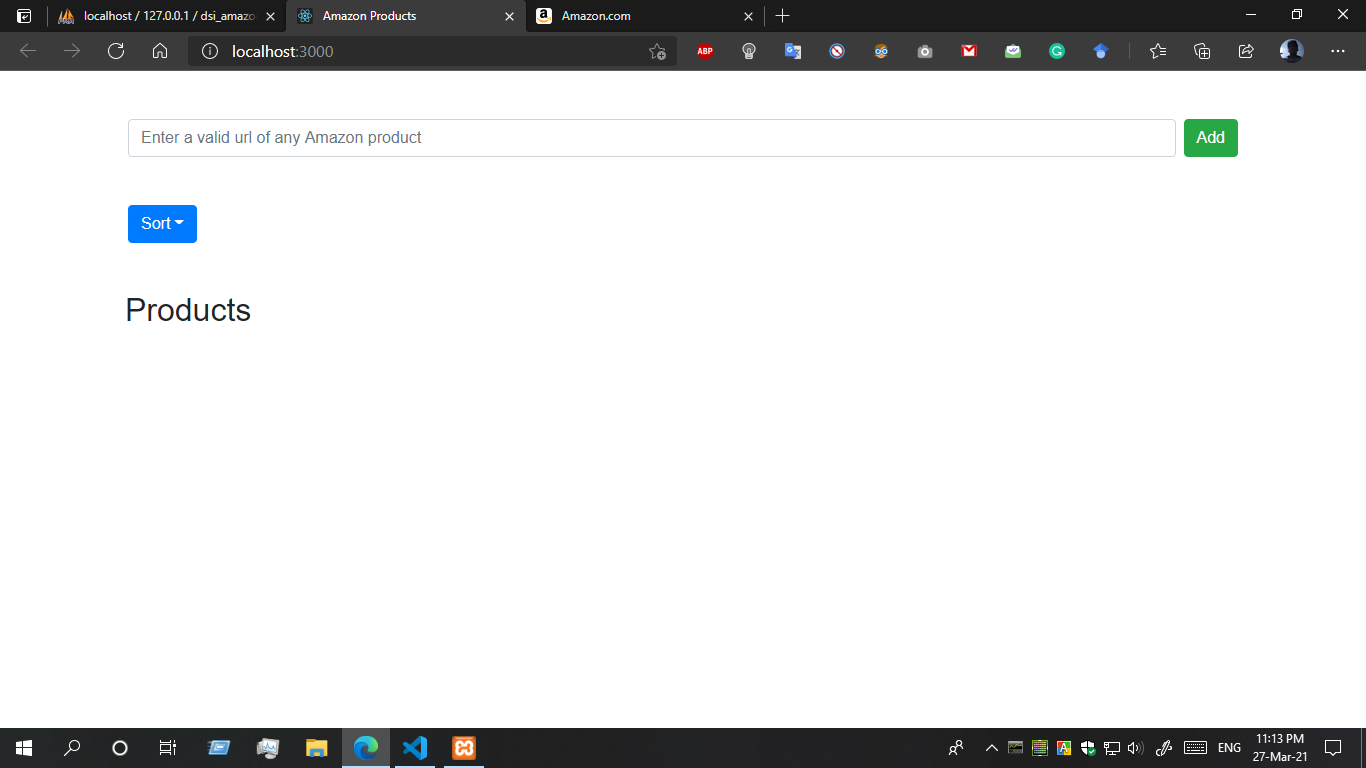 localhost / 127.0.0.1 / dsi_amazo
Amazon Products
Amazon.com
localhost:3000
ABP
Enter a valid url of any Amazon product
Add
Sort
Products
ENG
11:13 PM
27-Mar-21